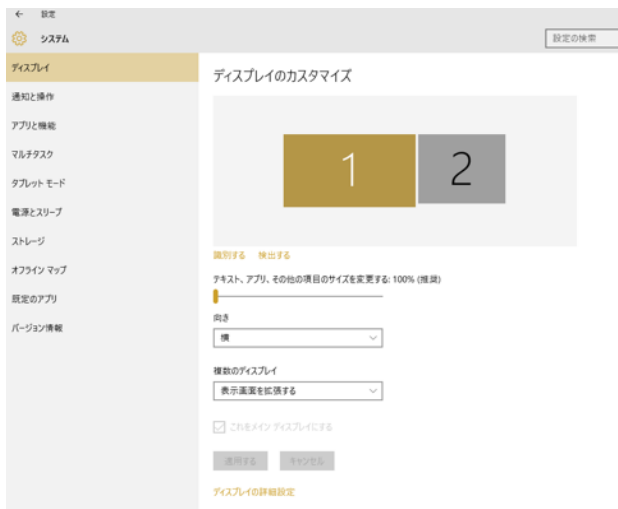 ← 設定
システム
設定の検索
ディスプレイ
通知と操作
アプリと機能
マルチタスク
タブレット モード
電源とスリープ
ストレージ
オフライン マップ
既定のアプリ
バージョン情報
ディスプレイのカスタマイズ
1 2
識別する 検出する
テキスト、アプリ、その他の項目のサイズを変更する: 100% (推奨)
向き
横
複数のディスプレイ
表示画面を拡張する
これをメイン ディスプレイにする
適用する キャンセル
ディスプレイの詳細設定